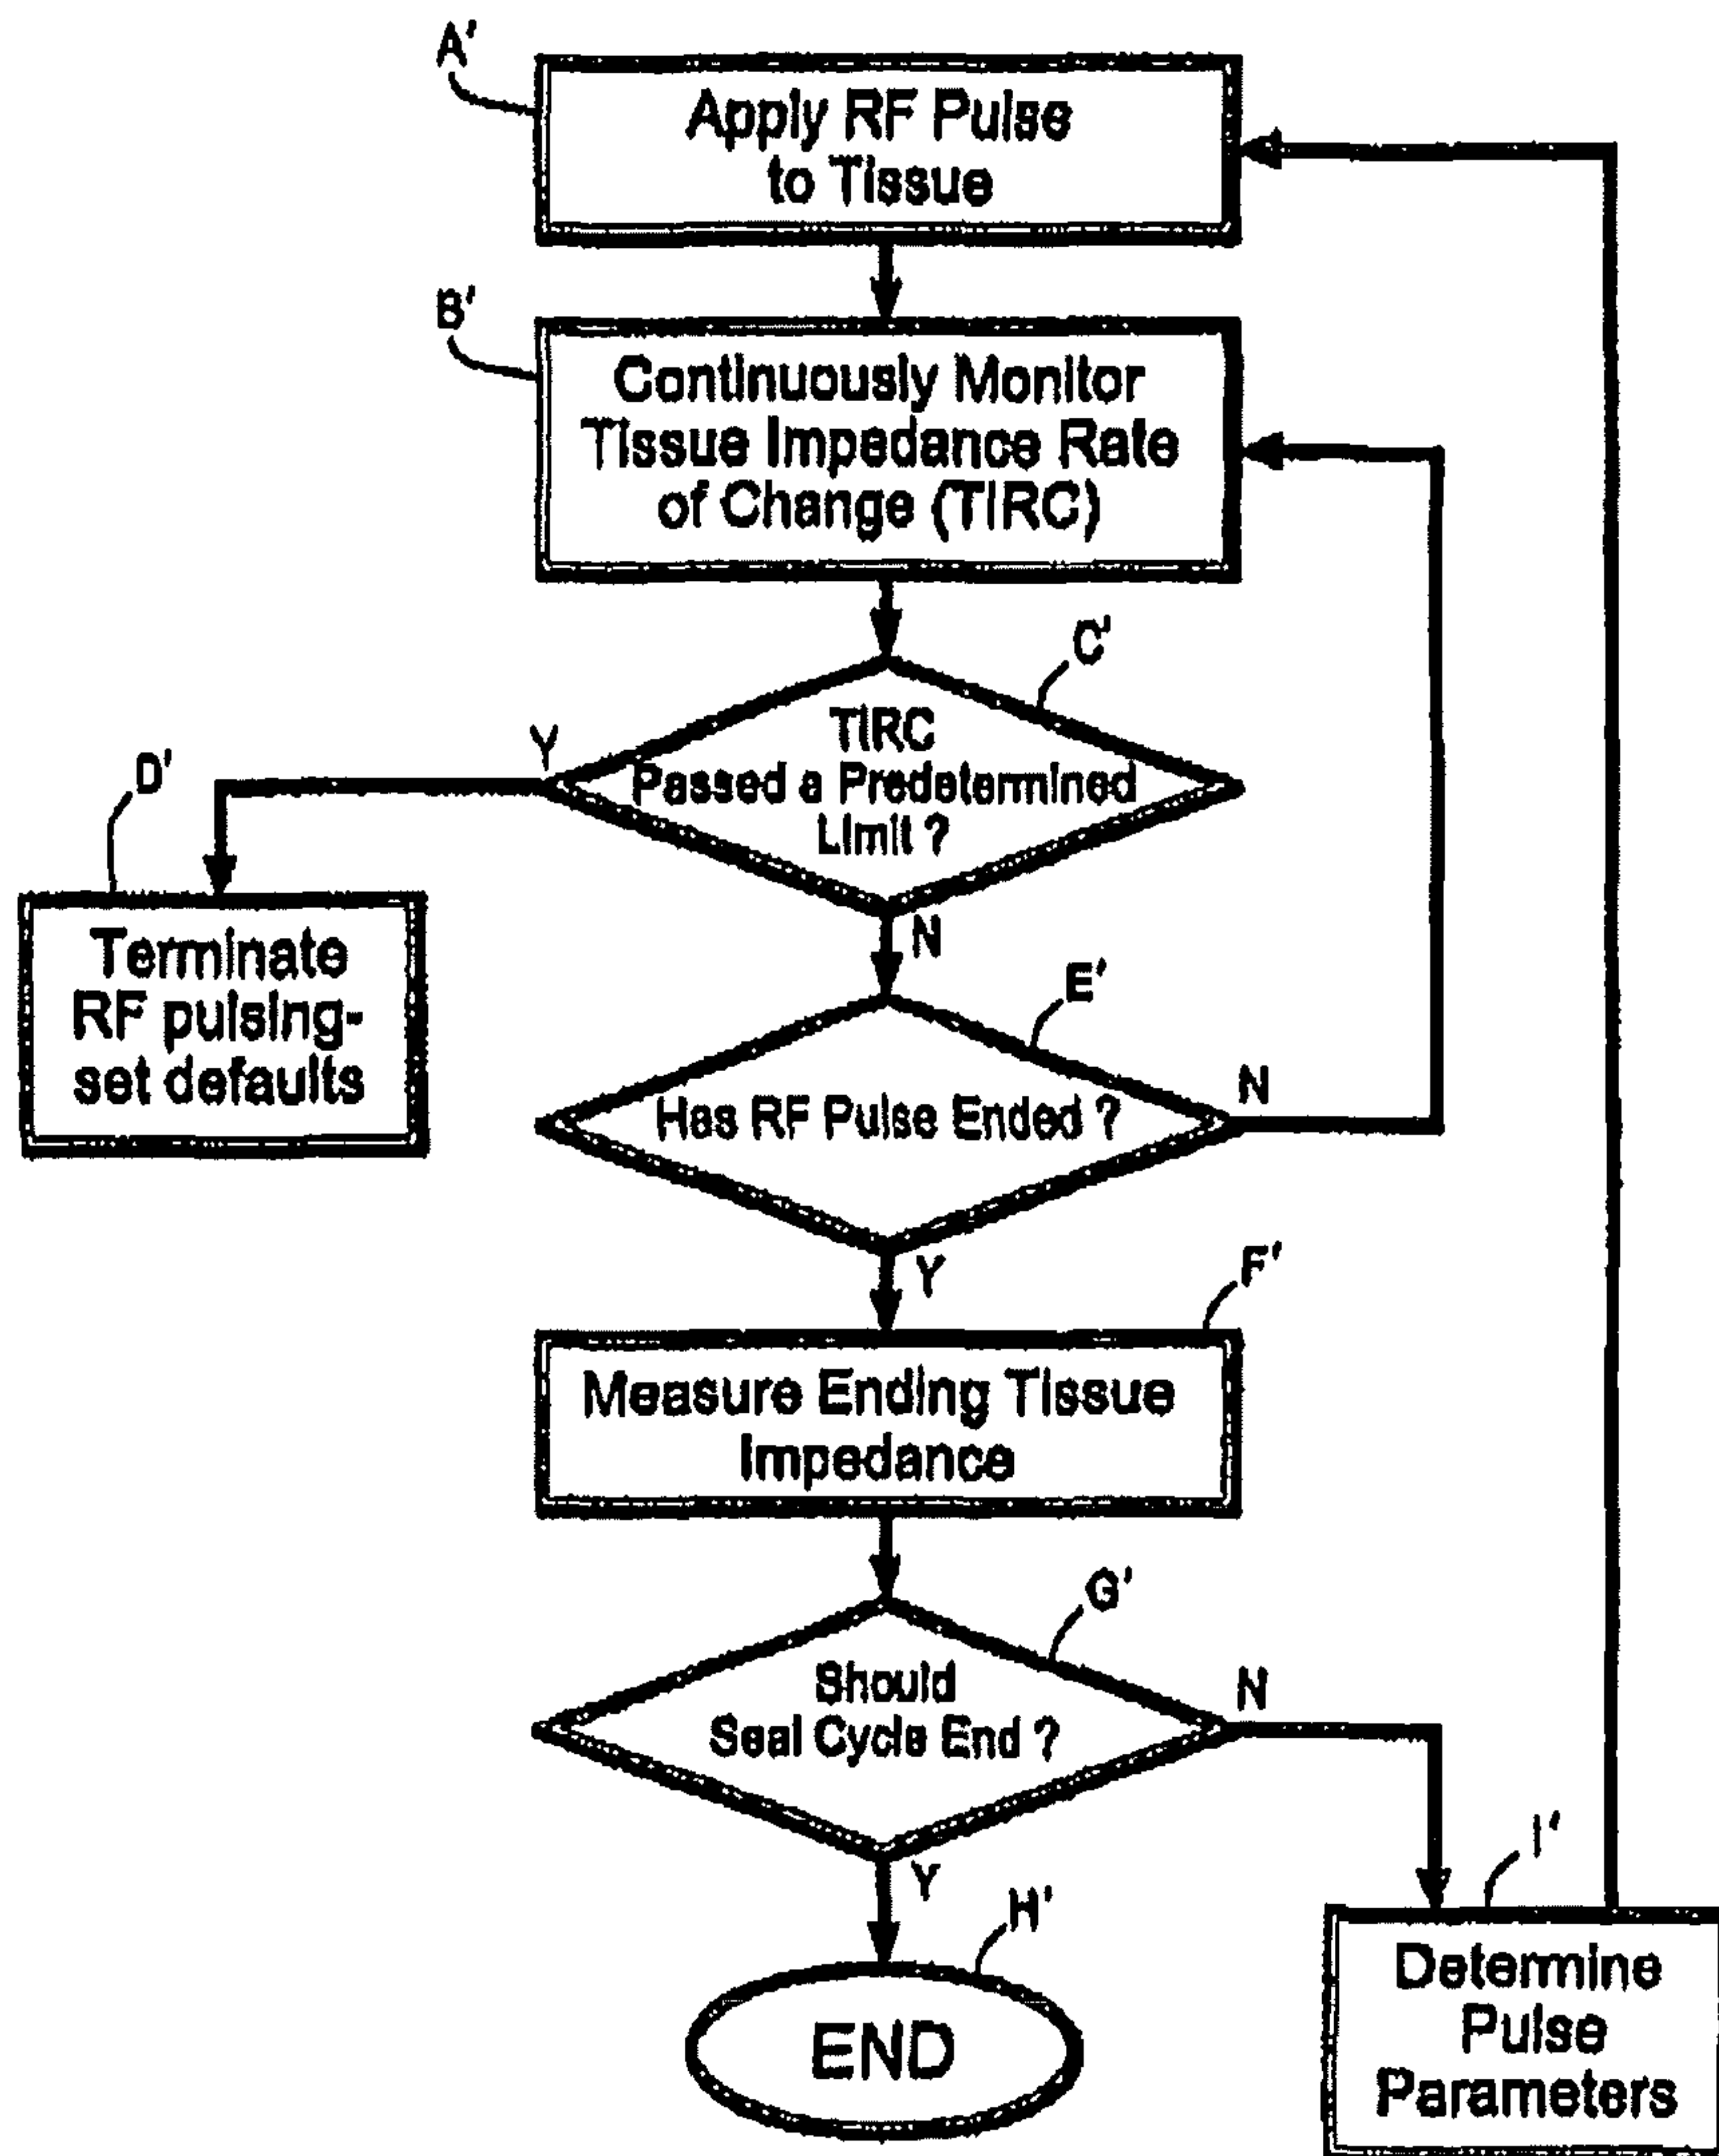 A'
Apply RF Pulse
to Tissue
B'
Continuously Monitor
Tissue Impedance Rate
of Change (TIRC)
C'
TIRC
Passed a Predetermined
Limit ?
Y
D'
Terminate
RF pulsing-
set defaults
N
E'
Has RF Pulse Ended ?
N
Y
F'
Measure Ending Tissue
Impedance
G'
Should
Seal Cycle End ?
N
Y
H'
END
I'
Determine
Pulse
Parameters